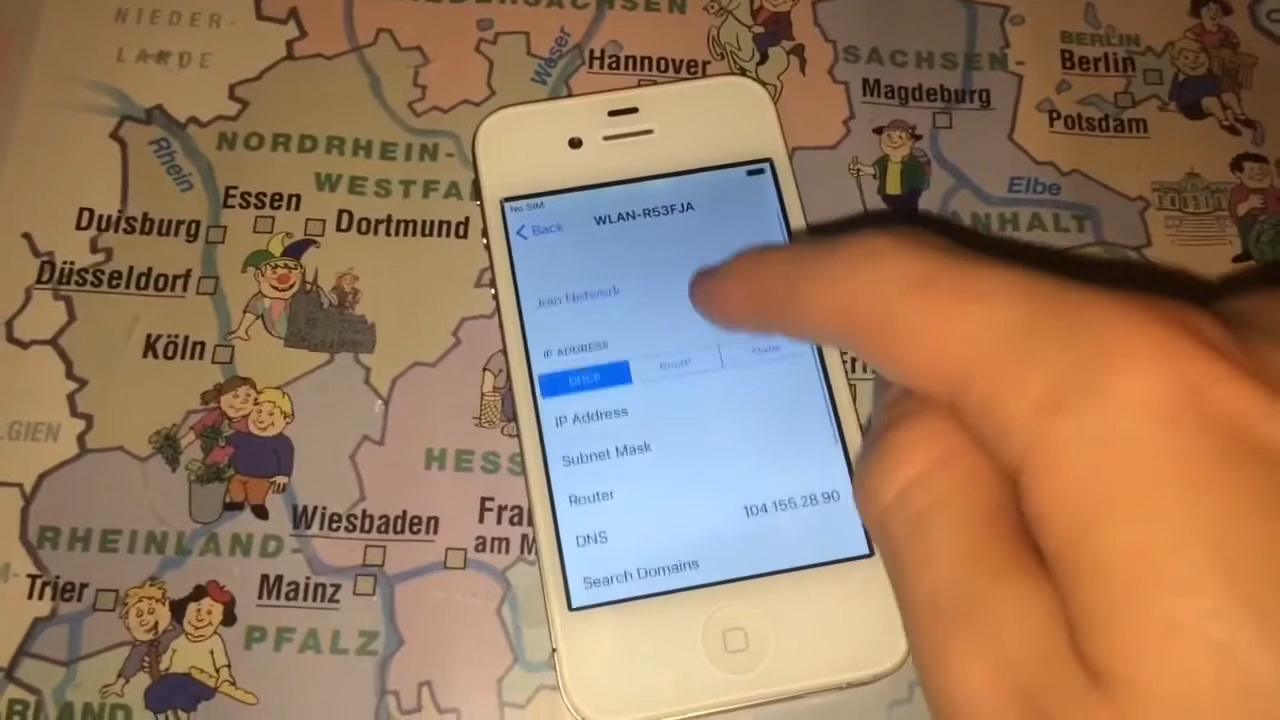 NIEDER-
LANDE
Weser
Hannover
SACHSEN-
ANHALT
Magdeburg
BERLIN
Berlin
Potsdam
Elbe
Rhein
NORDRHEIN-
Essen
Duisburg
Dortmund
Düsseldorf
Köln
HESS
Wiesbaden
Fra
am M
RHEINLAND-
PFALZ
Trier
Mainz
No SIM
Back
WLAN-R53FJA
Join Network
IP ADDRESS
DHCP
BootP
Static
IP Address
Subnet Mask
Router
DNS
104.155.28.90
Search Domains